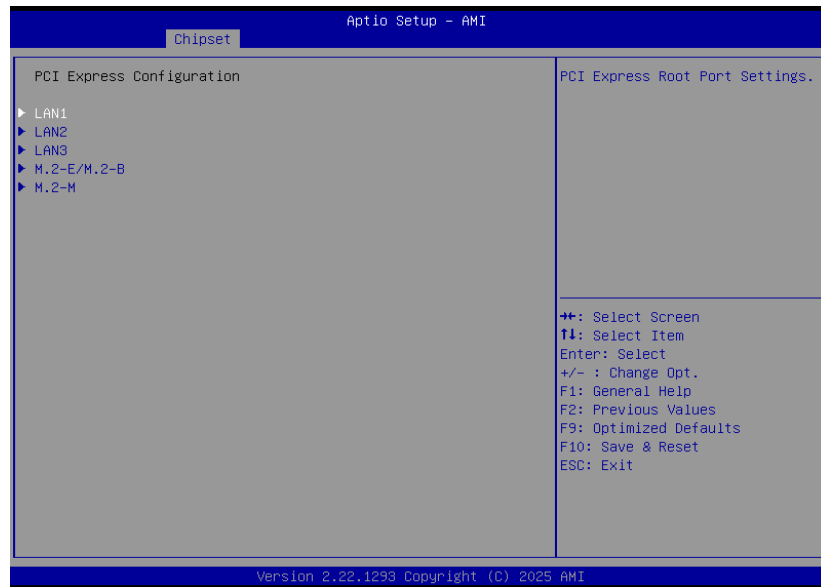 Aptio Setup – AMI
Chipset
PCI Express Configuration
LAN1
LAN2
LAN3
M.2-E/M.2-B
M.2-M
PCI Express Root Port Settings.
→←: Select Screen
↑↓: Select Item
Enter: Select
+/- : Change Opt.
F1: General Help
F2: Previous Values
F9: Optimized Defaults
F10: Save & Reset
ESC: Exit
Version 2.22.1293 Copyright (C) 2025 AMI